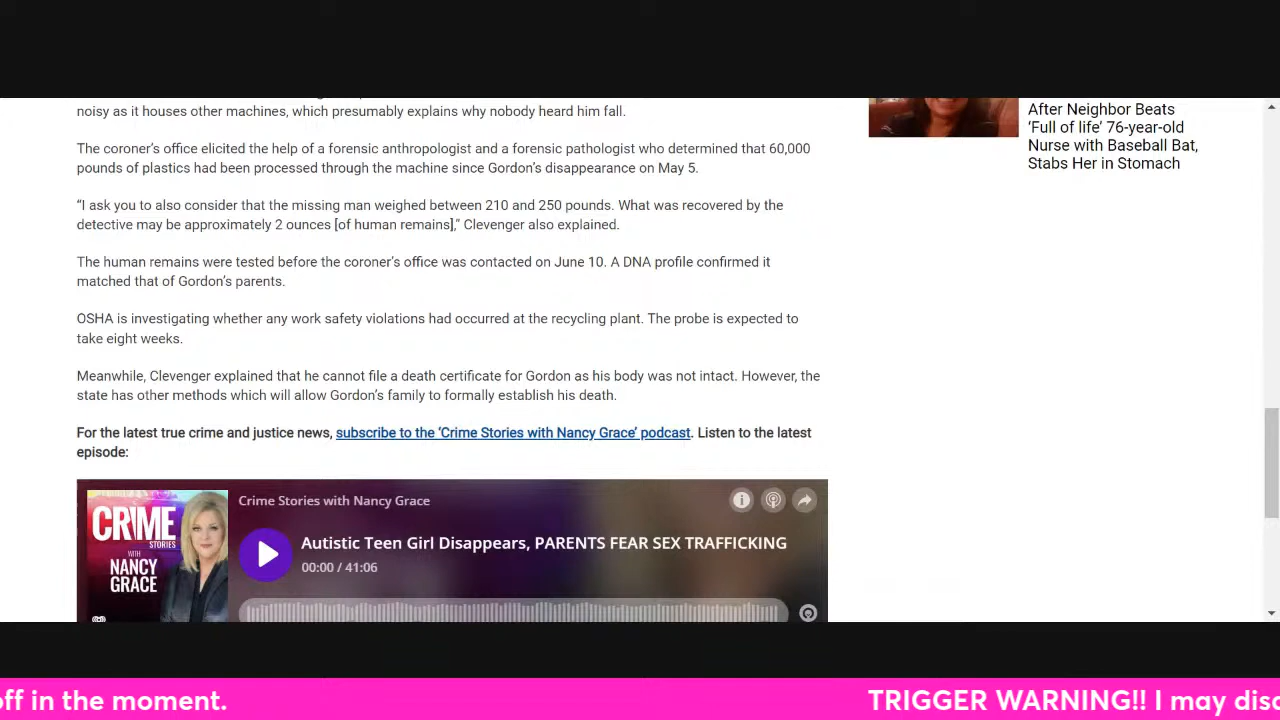 noisy as it houses other machines, which presumably explains why nobody heard him fall.
The coroner's office elicited the help of a forensic anthropologist and a forensic pathologist who determined that 60,000
pounds of plastics had been processed through the machine since Gordon's disappearance on May 5.
“I ask you to also consider that the missing man weighed between 210 and 250 pounds. What was recovered by the
detective may be approximately 2 ounces [of human remains],” Clevenger also explained.
The human remains were tested before the coroner's office was contacted on June 10. A DNA profile confirmed it
matched that of Gordon's parents.
OSHA is investigating whether any work safety violations had occurred at the recycling plant. The probe is expected to
take eight weeks.
Meanwhile, Clevenger explained that he cannot file a death certificate for Gordon as his body was not intact. However, the
state has other methods which will allow Gordon's family to formally establish his death.
For the latest true crime and justice news, subscribe to the ‘Crime Stories with Nancy Grace’ podcast. Listen to the latest
episode:
After Neighbor Beats
‘Full of life’ 76-year-old
Nurse with Baseball Bat,
Stabs Her in Stomach
CRIME
STORIES
WITH
NANCY
GRACE
Crime Stories with Nancy Grace
Autistic Teen Girl Disappears, PARENTS FEAR SEX TRAFFICKING
00:00 / 41:06
off in the moment.
TRIGGER WARNING!! I may disc